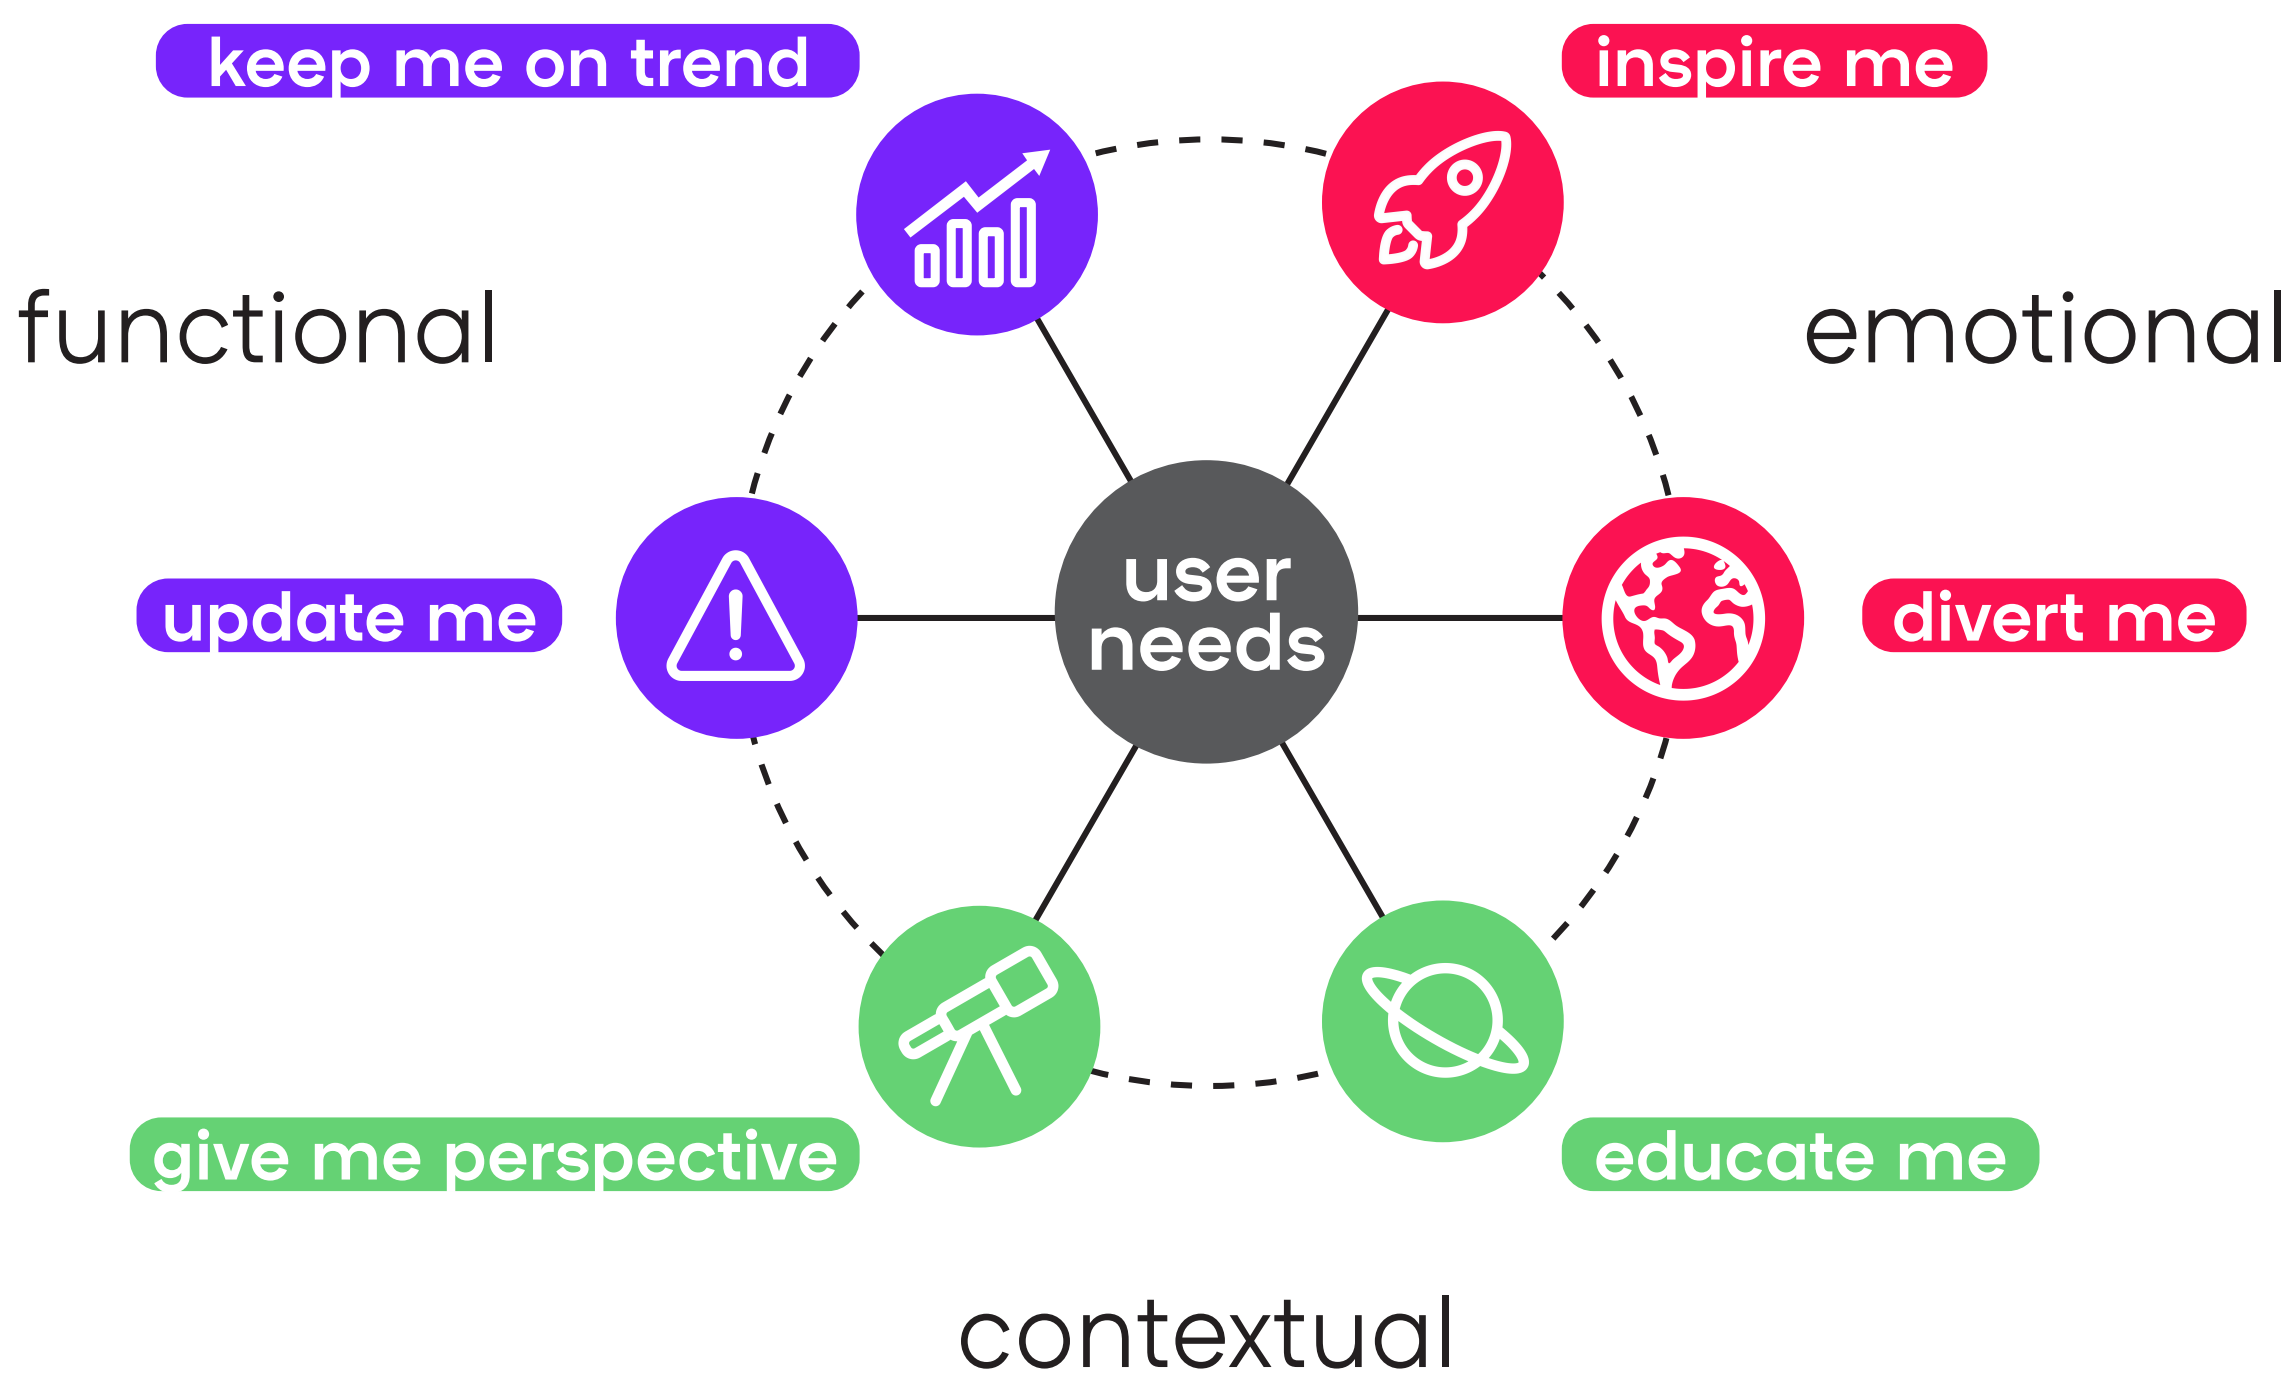 keep me on trend
inspire me
functional
emotional
user
needs
update me
divert me
give me perspective
educate me
contextual